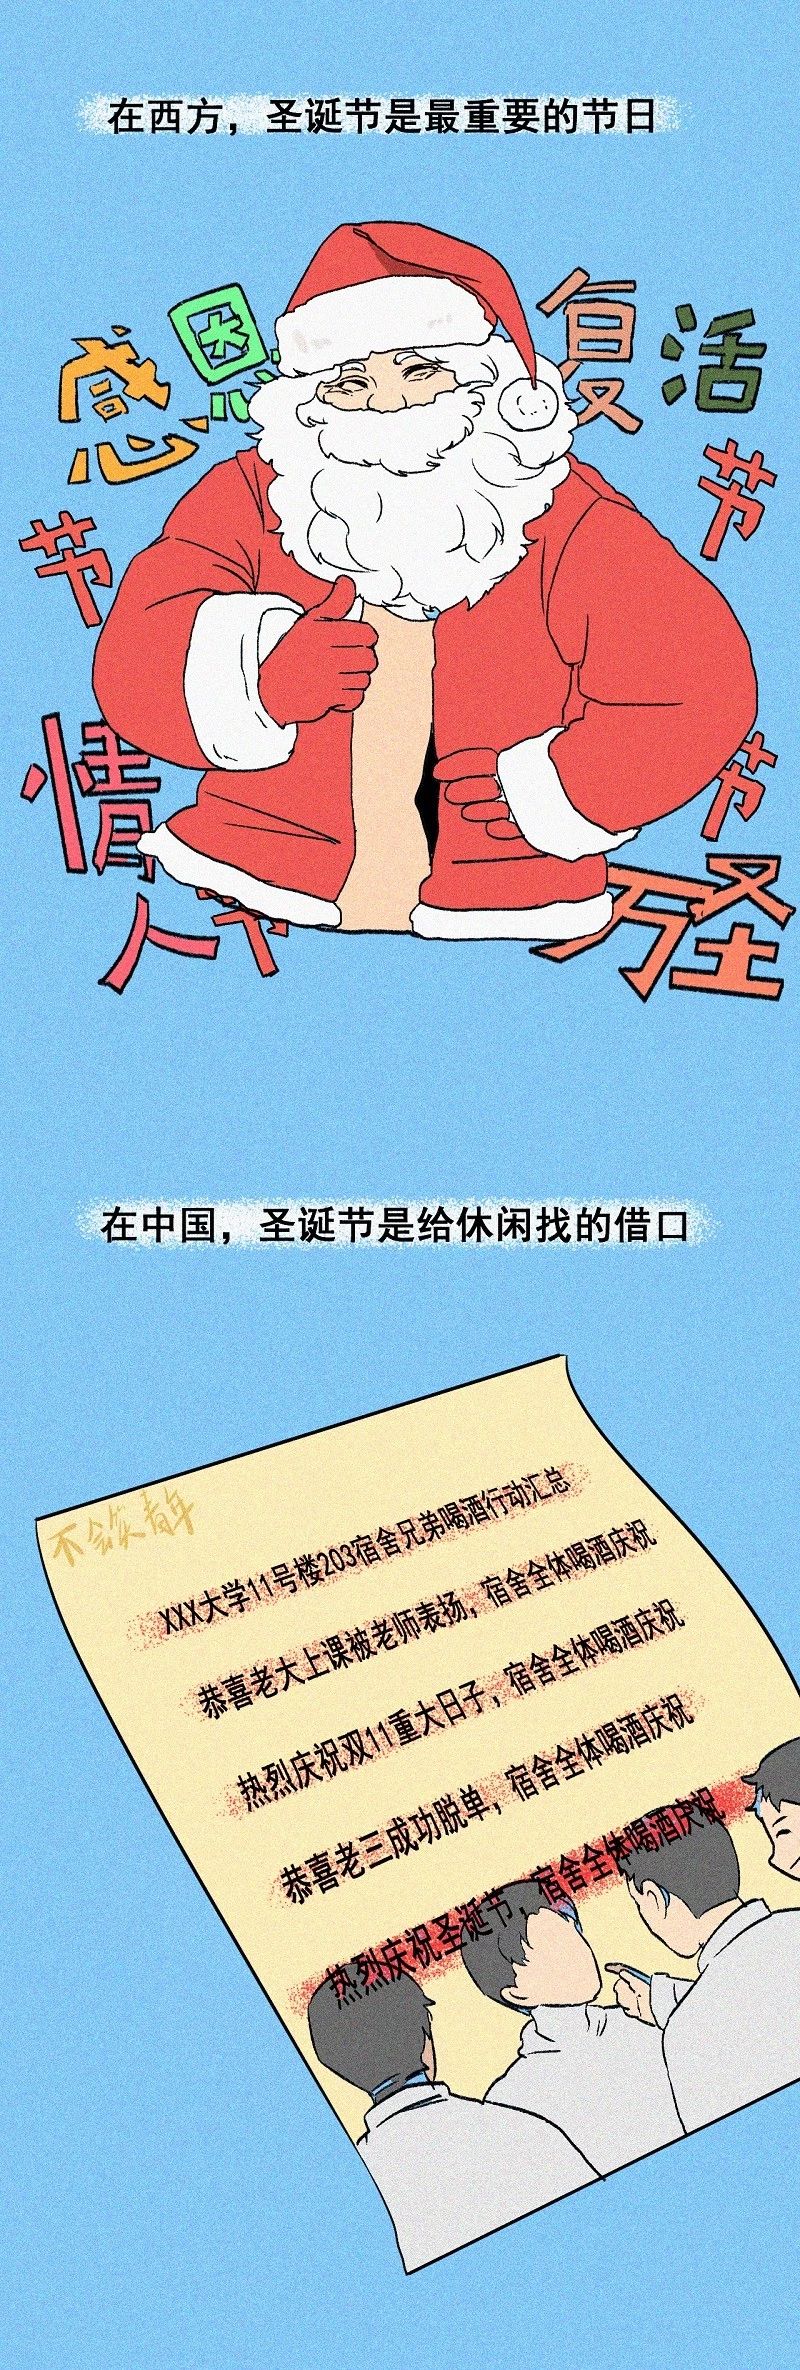 在西方，圣诞节是最重要的节日
感恩节
复活节
情人节
万圣节
在中国，圣诞节是给休闲找的借口
不会笑青年
XXX大学11号楼203宿舍兄弟喝酒行动汇总
恭喜老大上课被老师表扬，宿舍全体喝酒庆祝
热烈庆祝双11重大日子，宿舍全体喝酒庆祝
恭喜老三成功脱单，宿舍全体喝酒庆祝
热烈庆祝圣诞节，宿舍全体喝酒庆祝